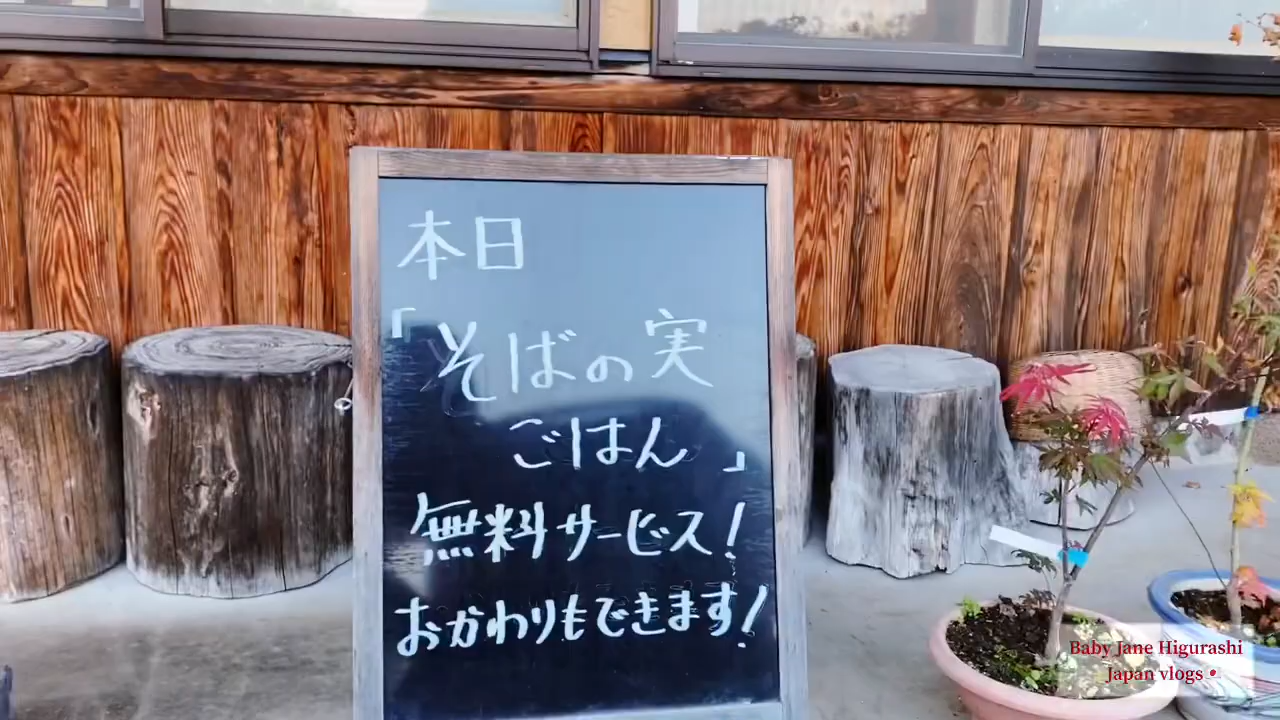 本日
「そばの実
ごはん」
無料サービス!
おかわりもできます!
Baby Jane Higurashi
Japan vlogs